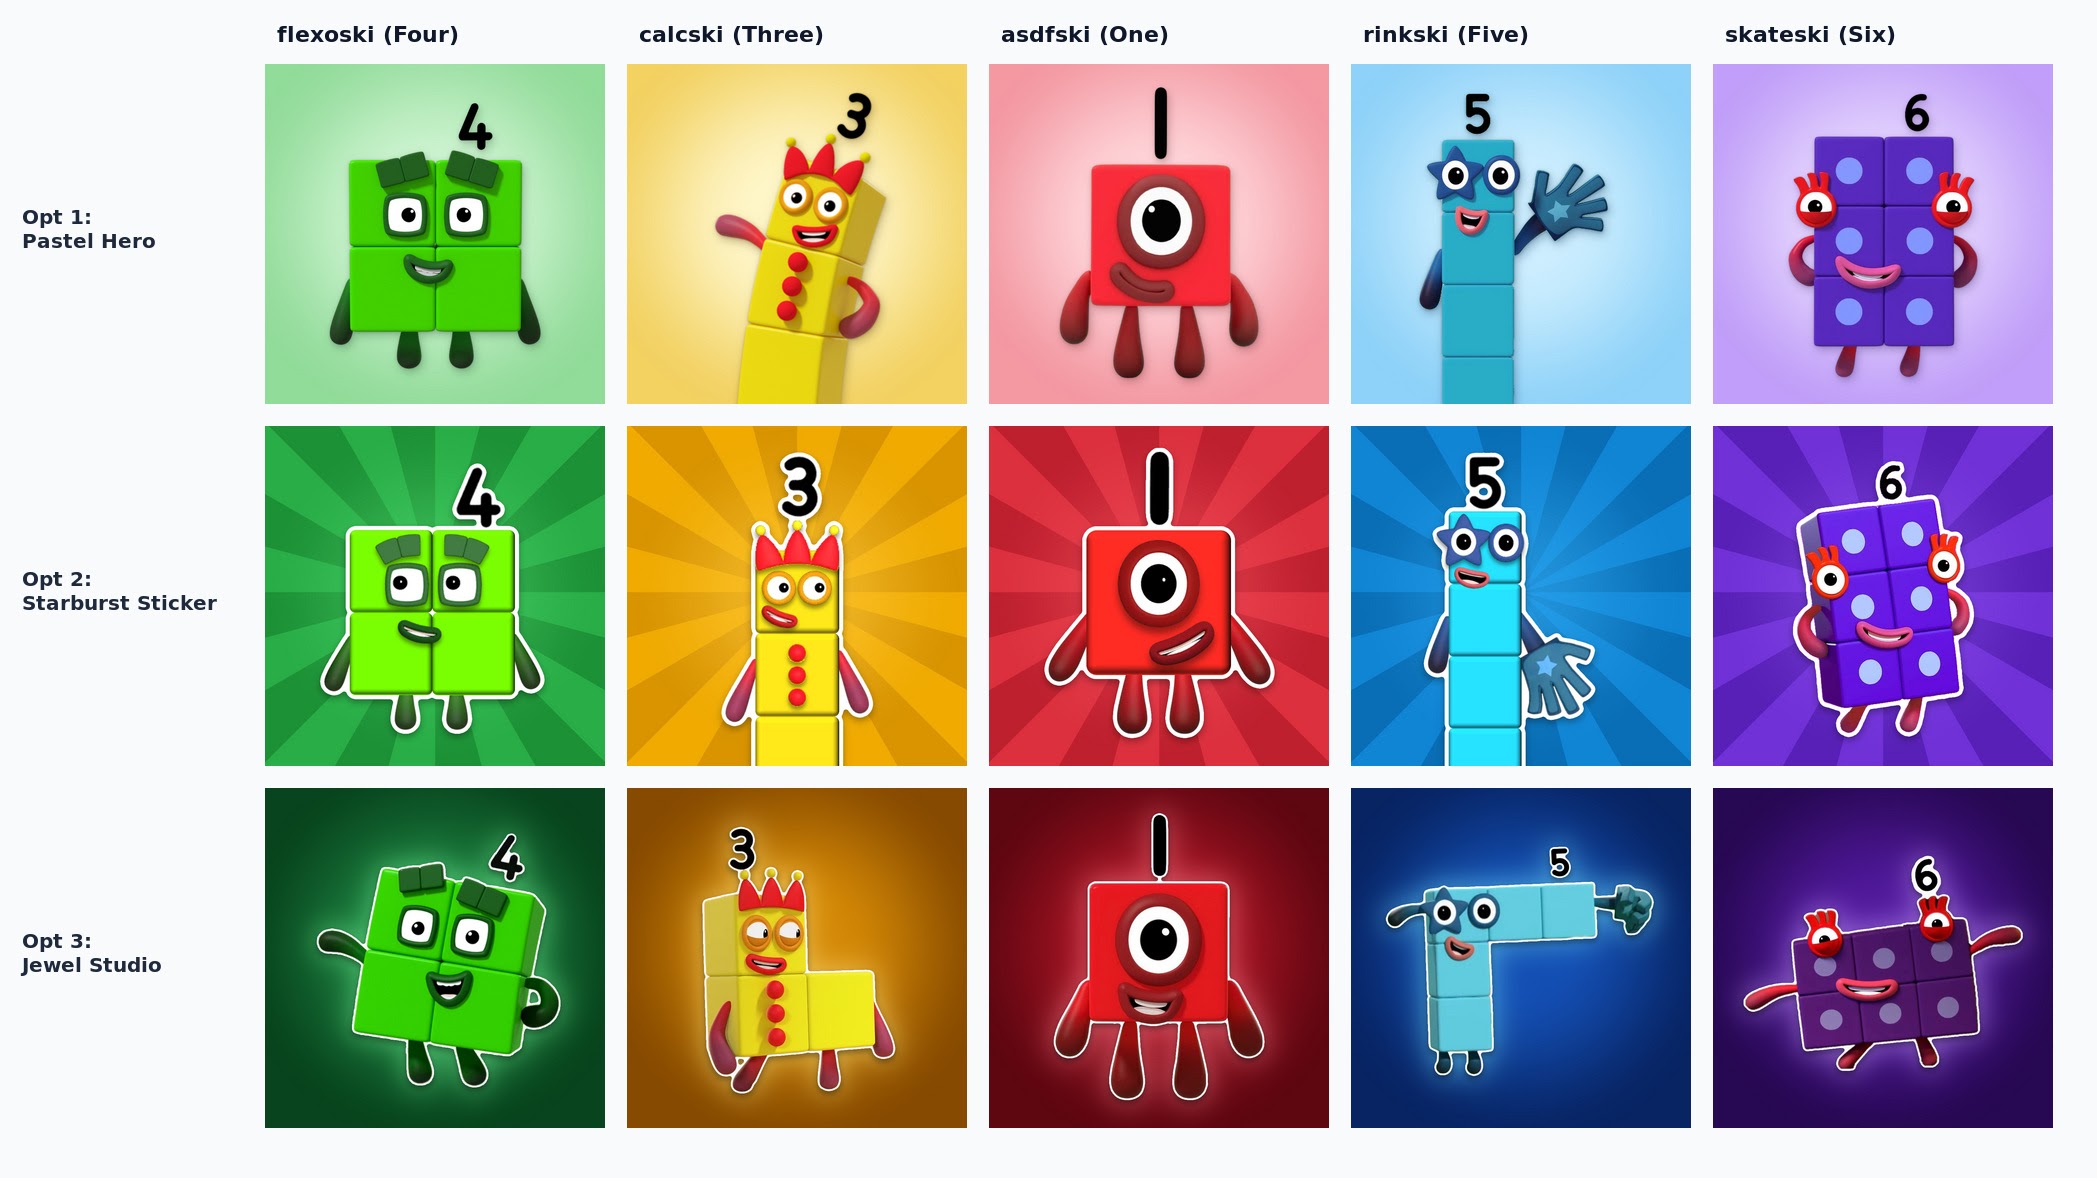 flexoski (Four)
calcski (Three)
asdfski (One)
rinkski (Five)
skateski (Six)
Opt 1:
Pastel Hero
4
3
1
5
6
Opt 2:
Starburst Sticker
4
3
1
5
6
Opt 3:
Jewel Studio
4
3
1
5
6